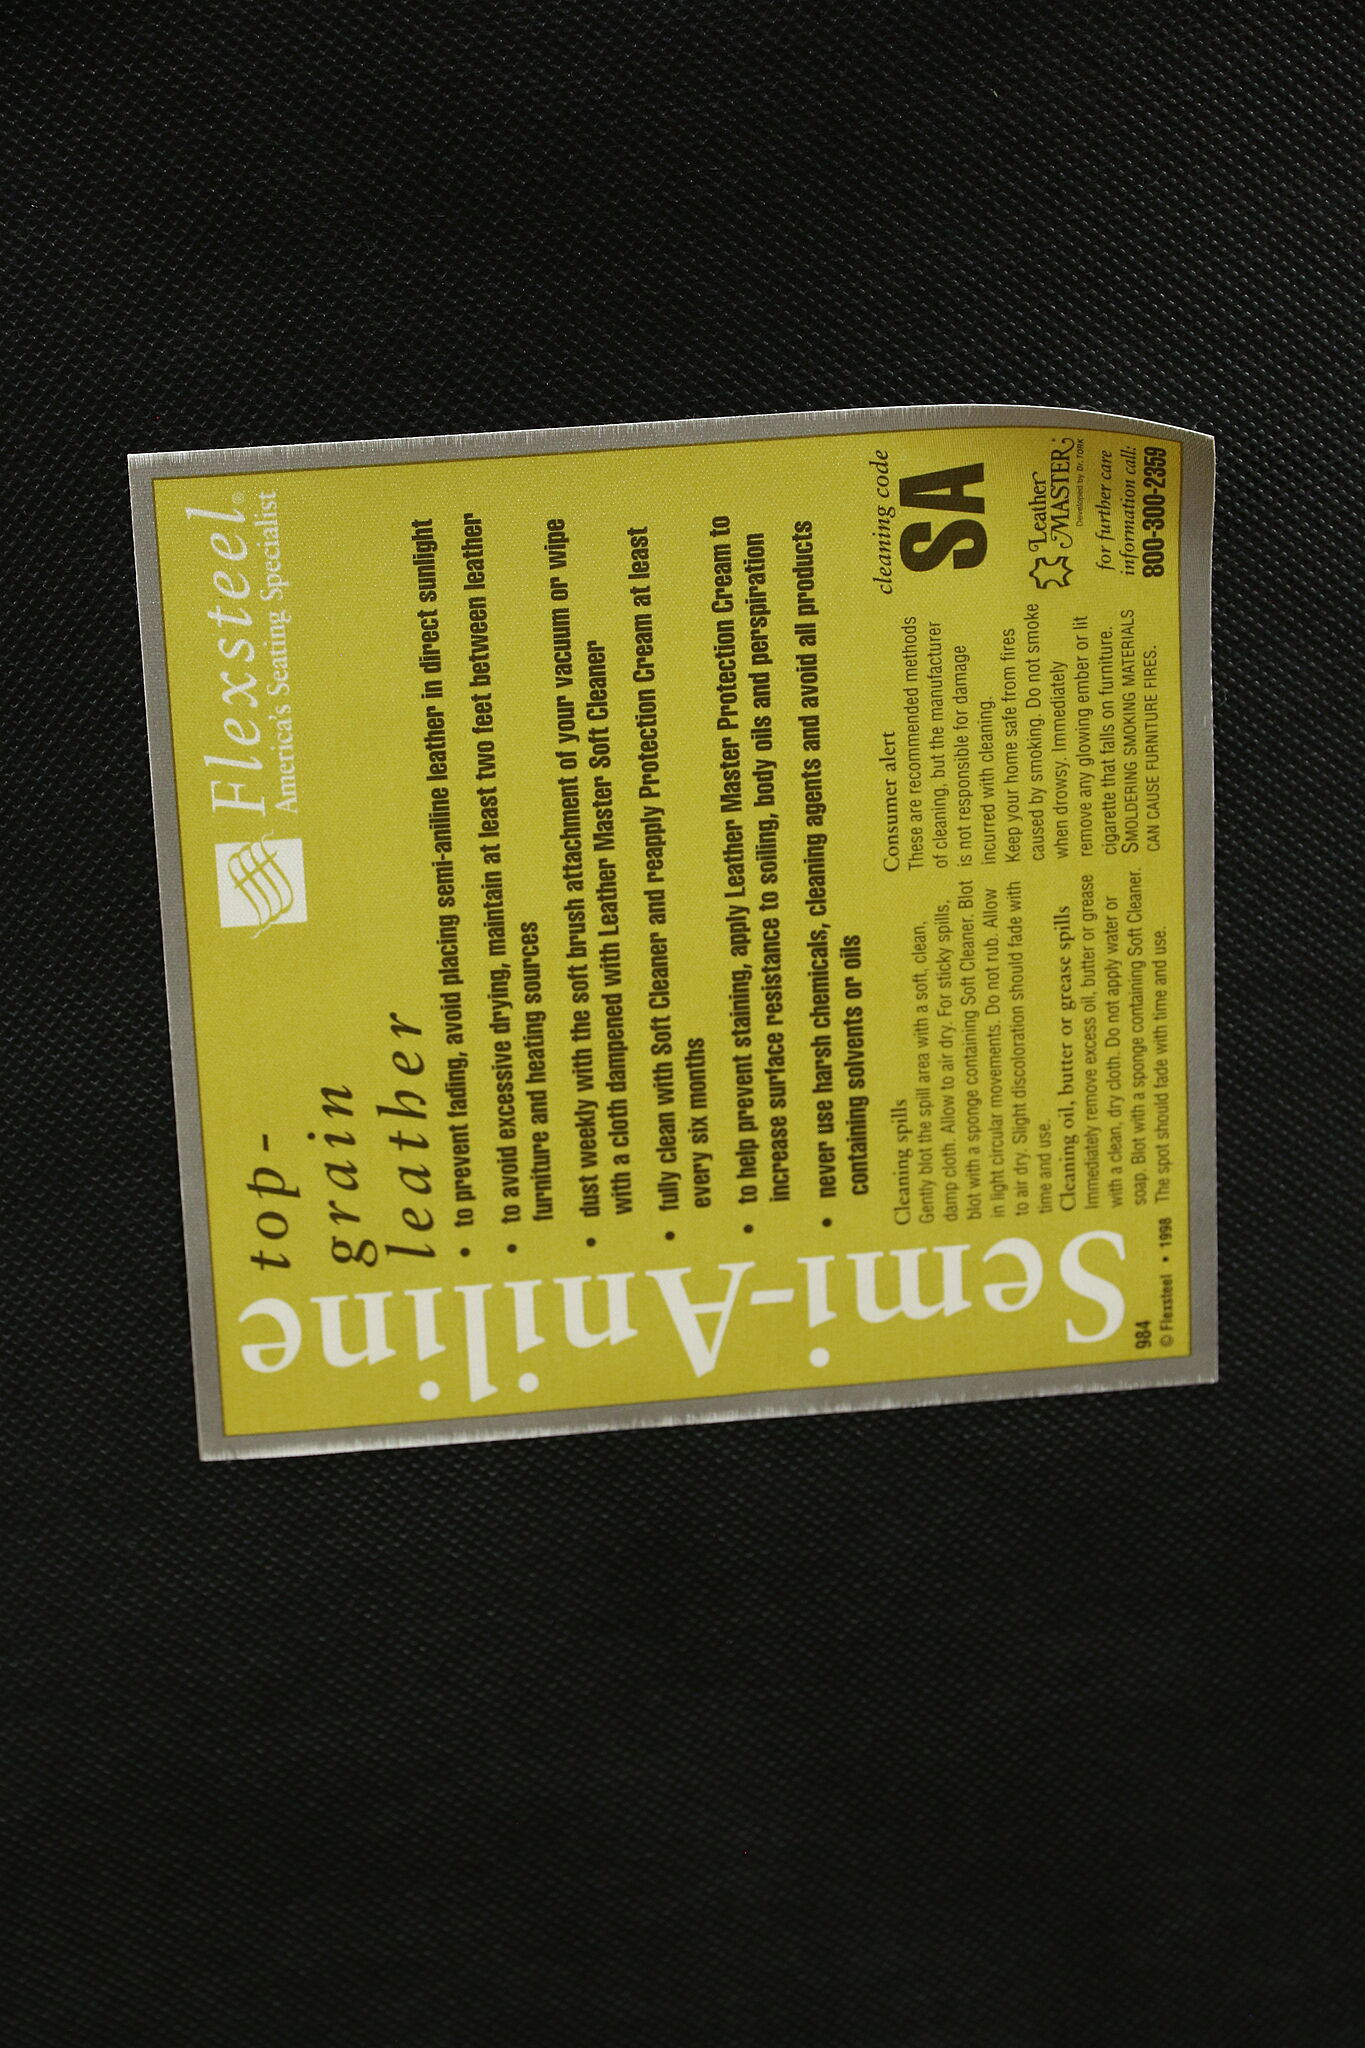 Flexsteel®
America's Seating Specialist
top-
grain
leather
Semi-Aniline
• to prevent fading, avoid placing semi-aniline leather in direct sunlight
• to avoid excessive drying, maintain at least two feet between leather
furniture and heating sources
• dust weekly with the soft brush attachment of your vacuum or wipe
with a cloth dampened with Leather Master Soft Cleaner
• fully clean with Soft Cleaner and reapply Protection Cream at least
every six months
• to help prevent staining, apply Leather Master Protection Cream to
increase surface resistance to soiling, body oils and perspiration
• never use harsh chemicals, cleaning agents and avoid all products
containing solvents or oils
Cleaning spills
Gently blot the spill area with a soft, clean,
damp cloth. Allow to air dry. For sticky spills,
blot with a sponge containing Soft Cleaner. Blot
in light circular movements. Do not rub. Allow
to air dry. Slight discoloration should fade with
time and use.
Cleaning oil, butter or grease spills
Immediately remove excess oil, butter or grease
with a clean, dry cloth. Do not apply water or
soap. Blot with a sponge containing Soft Cleaner.
The spot should fade with time and use.
Consumer alert
These are recommended methods
of cleaning, but the manufacturer
is not responsible for damage
incurred with cleaning.
Keep your home safe from fires
caused by smoking. Do not smoke
when drowsy. Immediately
remove any glowing ember or lit
cigarette that falls on furniture.
SMOLDERING SMOKING MATERIALS
CAN CAUSE FURNITURE FIRES.
cleaning code
SA
Leather
MASTER
Developed by Dr. TORK
for further care
information call:
800-300-2359
984
© Flexsteel • 1998